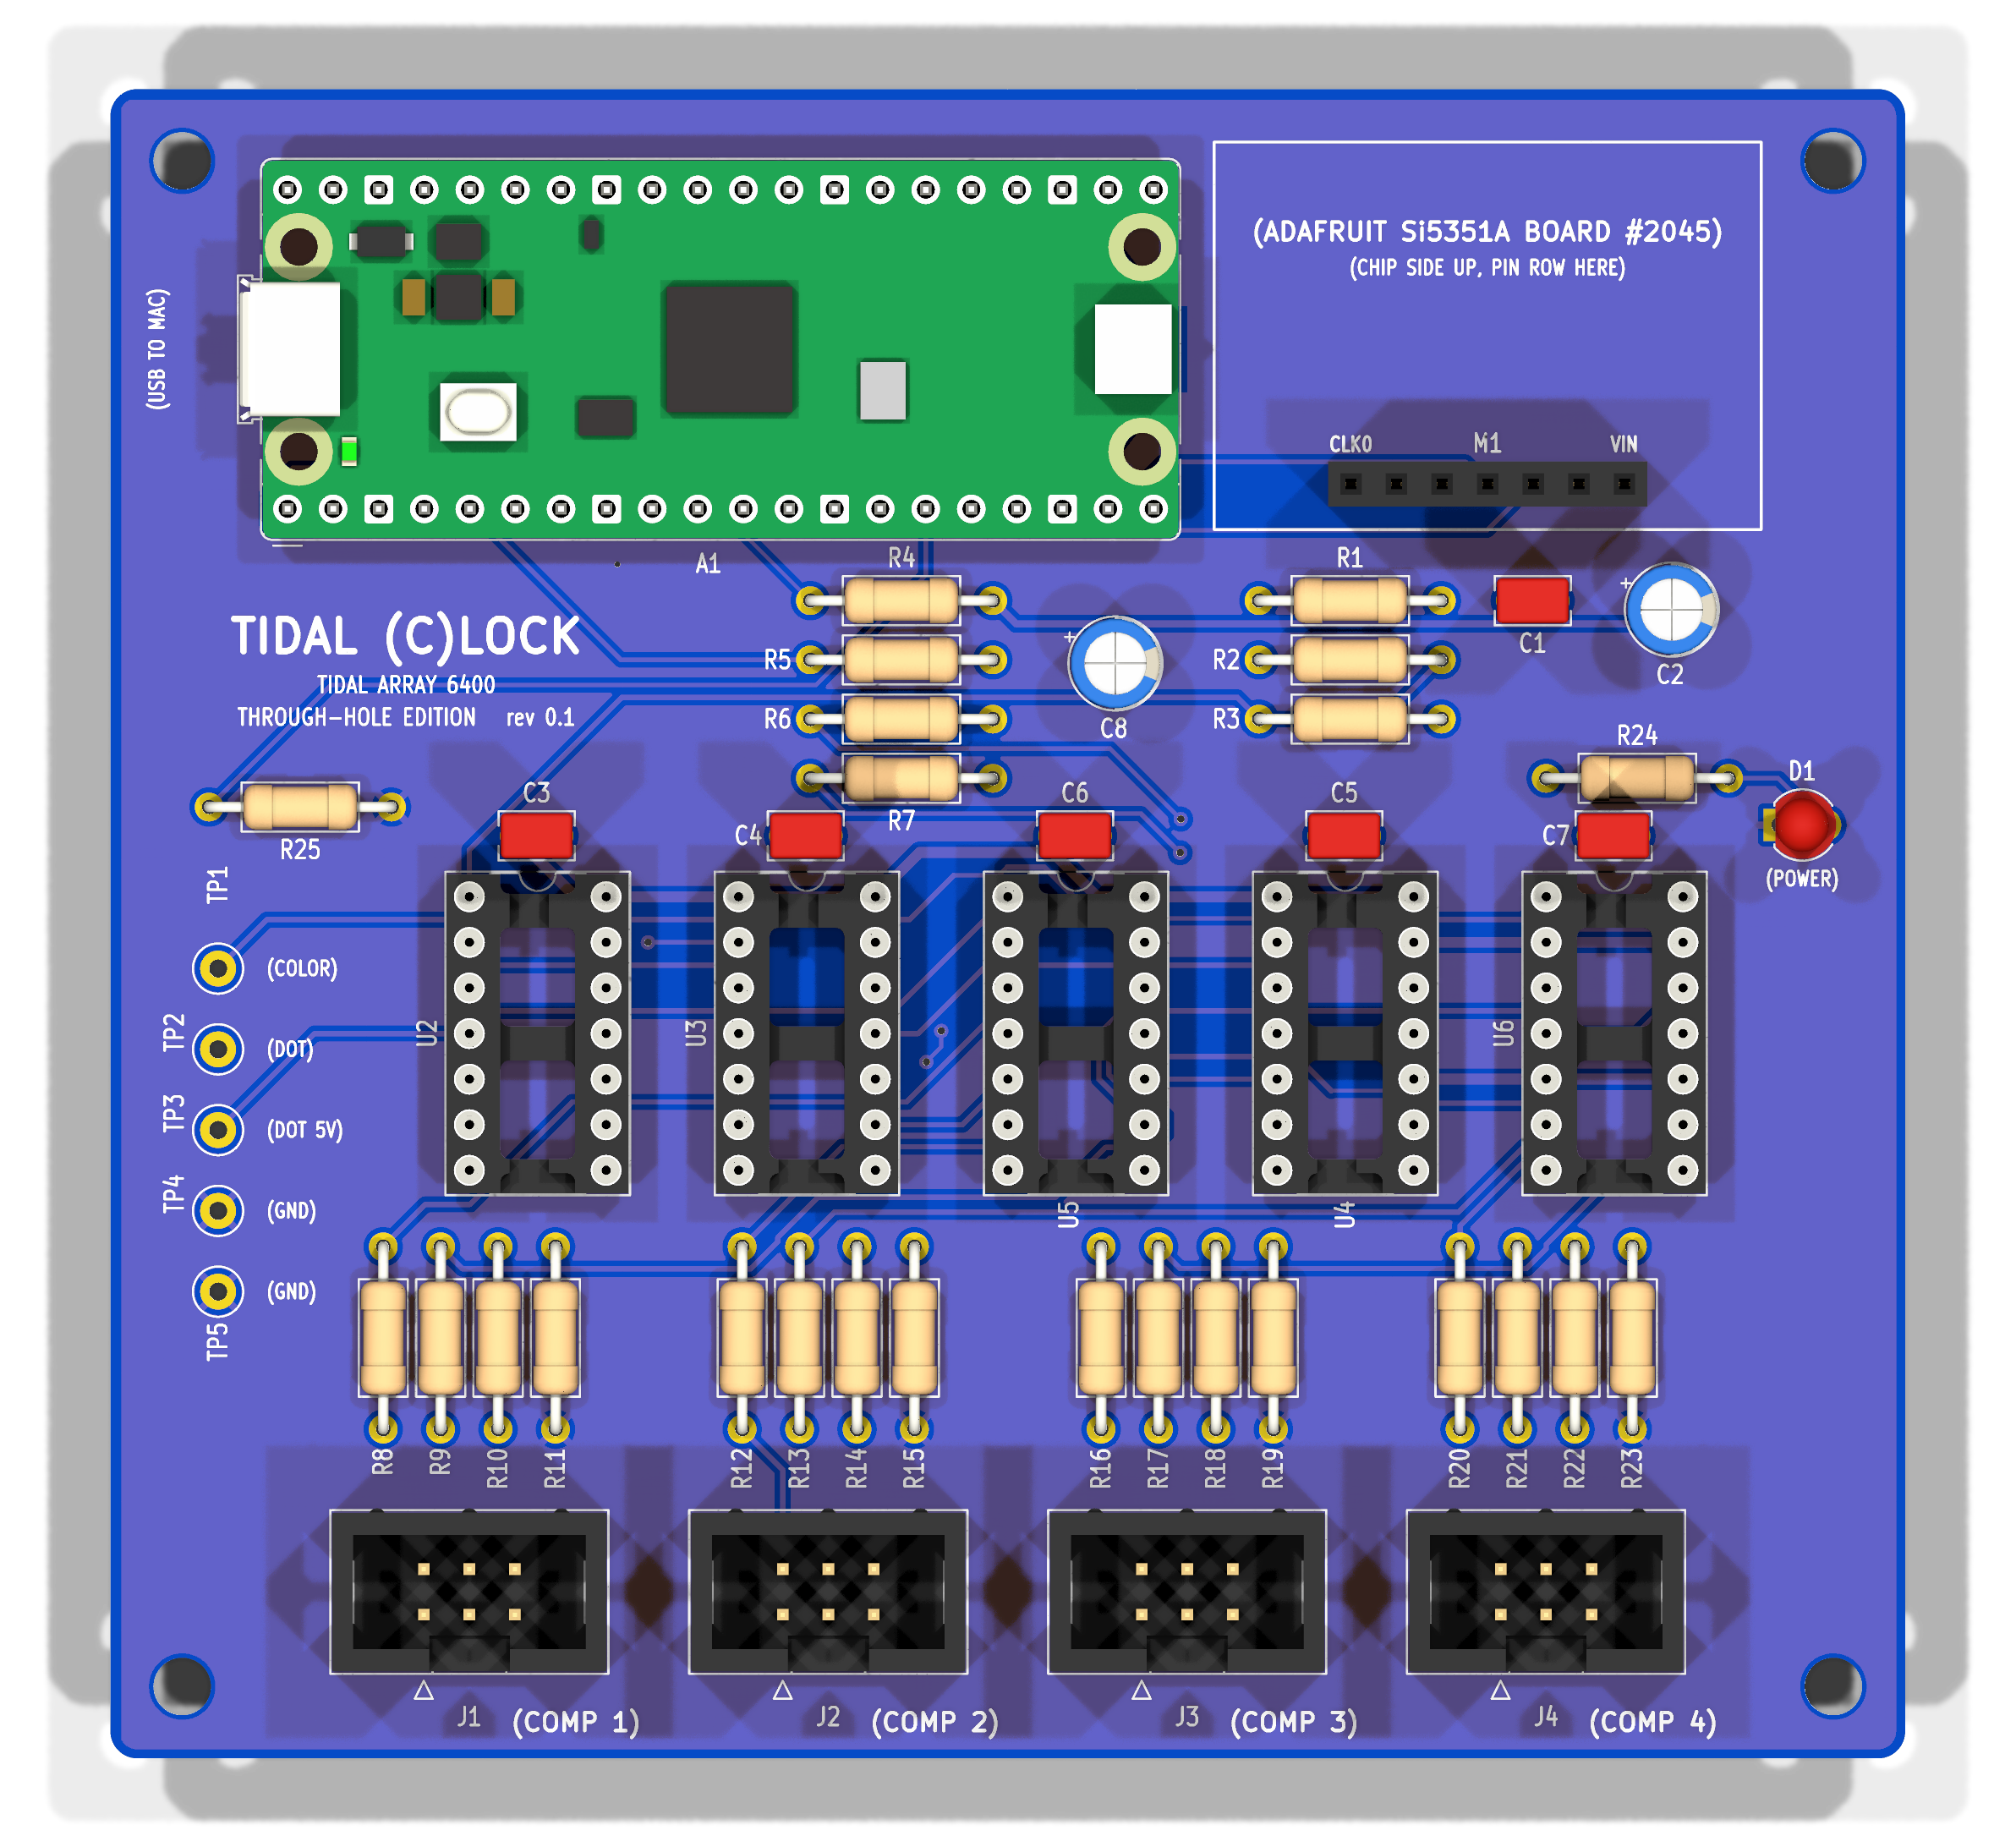 (ADAFRUIT Si5351A BOARD #2045)
(CHIP SIDE UP, PIN ROW HERE)
(USB TO MAC)
CLK0 M1 VIN
A1
R4
R1
C1
C2
TIDAL (C)LOCK
TIDAL ARRAY 6400
THROUGH-HOLE EDITION rev 0.1
R5
R2
R6
R3
C8
R24
D1
(POWER)
R7
R25
C3
C4
C6
C5
C7
TP1
(COLOR)
TP2
(DOT)
TP3
(DOT 5V)
TP4
(GND)
TP5
(GND)
U2
U3
U5
U4
U6
R8 R9 R10 R11
R12 R13 R14 R15
R16 R17 R18 R19
R20 R21 R22 R23
J1 (COMP 1)
J2 (COMP 2)
J3 (COMP 3)
J4 (COMP 4)